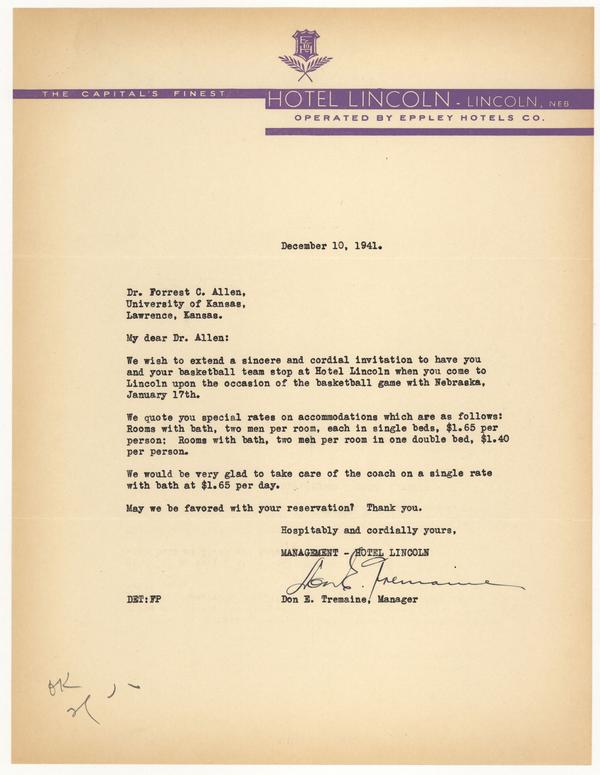 THE CAPITAL'S FINEST
HOTEL LINCOLN - LINCOLN, NEB
OPERATED BY EPPLEY HOTELS CO.
December 10, 1941.
Dr. Forrest C. Allen,
University of Kansas,
Lawrence, Kansas.
My dear Dr. Allen:
We wish to extend a sincere and cordial invitation to have you
and your basketball team stop at Hotel Lincoln when you come to
Lincoln upon the occasion of the basketball game with Nebraska,
January 17th.
We quote you special rates on accommodations which are as follows:
Rooms with bath, two men per room, each in single beds, $1.65 per
person; Rooms with bath, two men per room in one double bed, $1.40
per person.
We would be very glad to take care of the coach on a single rate
with bath at $1.65 per day.
May we be favored with your reservation? Thank you.
Hospitably and cordially yours,
MANAGEMENT - HOTEL LINCOLN
Don E. Tremaine
DET:FP Don E. Tremaine, Manager
OK